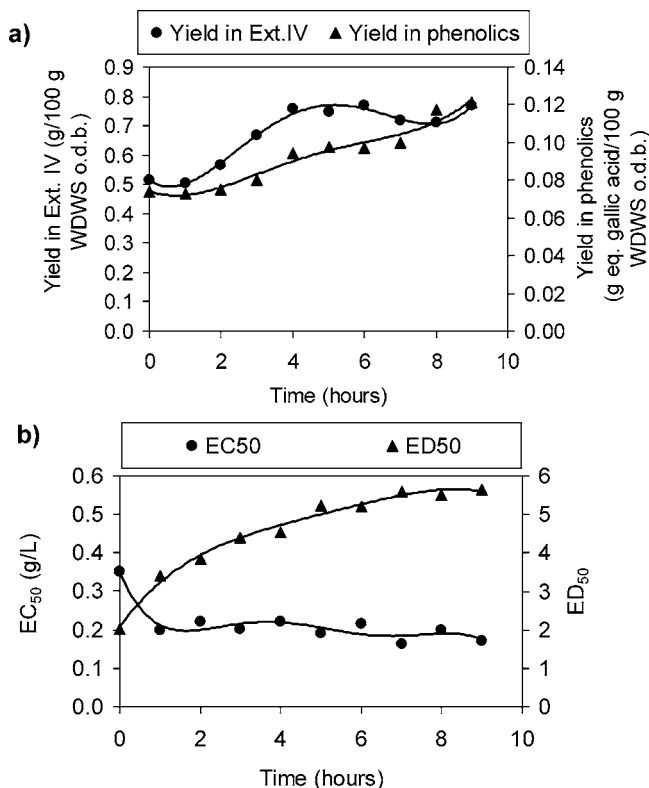 a)
Yield in Ext.IV
Yield in phenolics
Yield in Ext. IV (g/100 g
WDWS o.d.b.)
0.9
0.8
0.7
0.6
0.5
0.4
0.3
0.2
0.1
0.0
0.14
0.12
0.10
0.08
0.06
0.04
0.02
0.00
Yield in phenolics
(g eq. gallic acid/100 g
WDWS o.d.b.)
0 2 4 6 8 10
Time (hours)
b)
EC50
ED50
EC50 (g/L)
0.6
0.5
0.4
0.3
0.2
0.1
0.0
6
5
4
3
2
1
0
ED50
0 2 4 6 8 10
Time (hours)